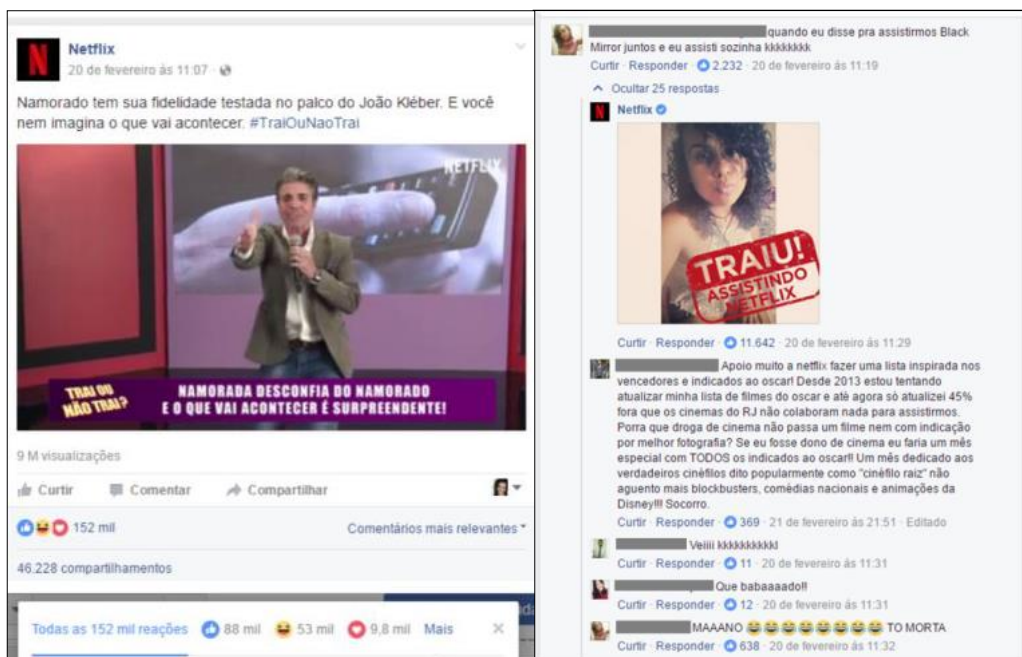 Netflix
20 de fevereiro às 11:07
Namorado tem sua fidelidade testada no palco do João Kléber. E você
nem imagina o que vai acontecer. #TraiOuNaoTrai
NETFLIX
TRAI OU
NÃO TRAI?
NAMORADA DESCONFIA DO NAMORADO
E O QUE VAI ACONTECER É SURPREENDENTE!
9 M visualizações
Curtir Comentar Compartilhar
152 mil Comentários mais relevantes
46.228 compartilhamentos
Todas as 152 mil reações 88 mil 53 mil 9,8 mil Mais
quando eu disse pra assistirmos Black
Mirror juntos e eu assisti sozinha kkkkkkkk
Curtir · Responder · 2.232 · 20 de fevereiro às 11:19
Ocultar 25 respostas
Netflix
TRAIU!
ASSISTINDO
NETFLIX
Curtir · Responder · 11.642 · 20 de fevereiro às 11:29
Apoio muito a netflix fazer uma lista inspirada nos
vencedores e indicados ao oscar! Desde 2013 estou tentando
atualizar minha lista de filmes do oscar e até agora só atualizei 45%
fora que os cinemas do RJ não colaboram nada para assistirmos.
Porra que droga de cinema não passa um filme nem com indicação
por melhor fotografia? Se eu fosse dono de cinema eu faria um mês
especial com TODOS os indicados ao oscar!! Um mês dedicado aos
verdadeiros cinéfilos dito popularmente como "cinéfilo raiz" não
aguento mais blockbusters, comédias nacionais e animações da
Disney!!! Socorro.
Curtir · Responder · 369 · 21 de fevereiro às 21:51 · Editado
Veiii kkkkkkkkkkl
Curtir · Responder · 11 · 20 de fevereiro às 11:31
Que babaaaado!!
Curtir · Responder · 12 · 20 de fevereiro às 11:31
MAAANO 😂😂😂😂😂😂😂😂 TO MORTA
Curtir · Responder · 638 · 20 de fevereiro às 11:32